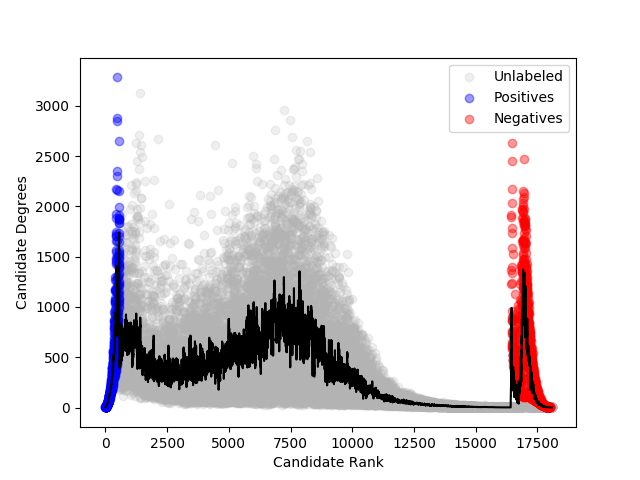 Unlabeled
Positives
Negatives
Candidate Degrees
3000
2500
2000
1500
1000
500
0
0 2500 5000 7500 10000 12500 15000 17500
Candidate Rank